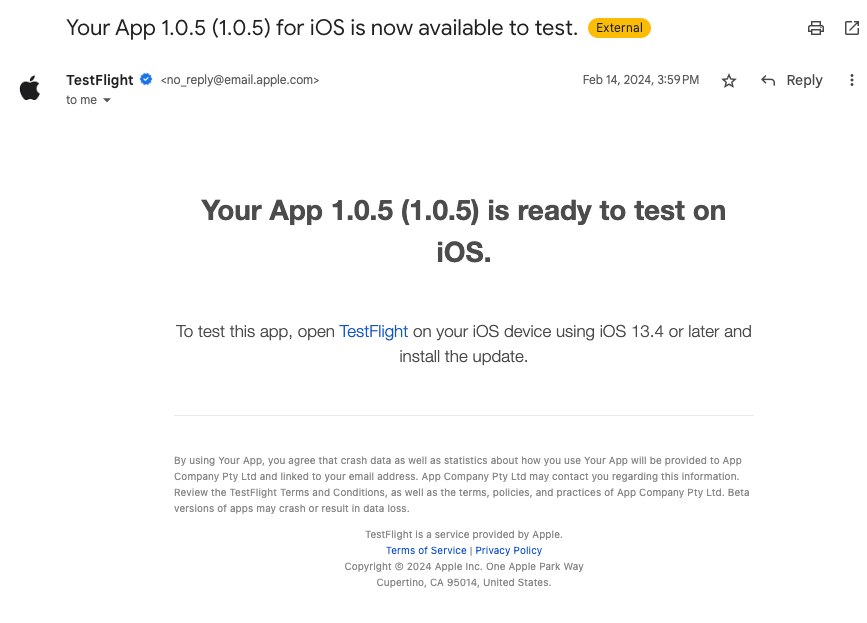 Your App 1.0.5 (1.0.5) for iOS is now available to test. External
TestFlight <no_reply@email.apple.com> Feb 14, 2024, 3:59 PM Reply
to me
Your App 1.0.5 (1.0.5) is ready to test on
iOS.
To test this app, open TestFlight on your iOS device using iOS 13.4 or later and
install the update.
By using Your App, you agree that crash data as well as statistics about how you use Your App will be provided to App
Company Pty Ltd and linked to your email address. App Company Pty Ltd may contact you regarding this information.
Review the TestFlight Terms and Conditions, as well as the terms, policies, and practices of App Company Pty Ltd. Beta
versions of apps may crash or result in data loss.
TestFlight is a service provided by Apple.
Terms of Service | Privacy Policy
Copyright © 2024 Apple Inc. One Apple Park Way
Cupertino, CA 95014, United States.